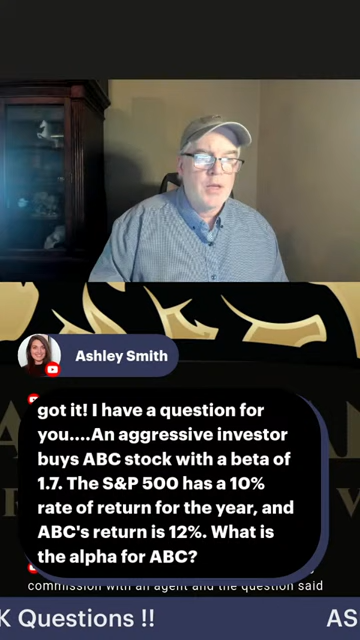 Ashley Smith
got it! I have a question for
you....An aggressive investor
buys ABC stock with a beta of
1.7. The S&P 500 has a 10%
rate of return for the year, and
ABC's return is 12%. What is
the alpha for ABC?
commission with an agent and the question said
K Questions !! AS